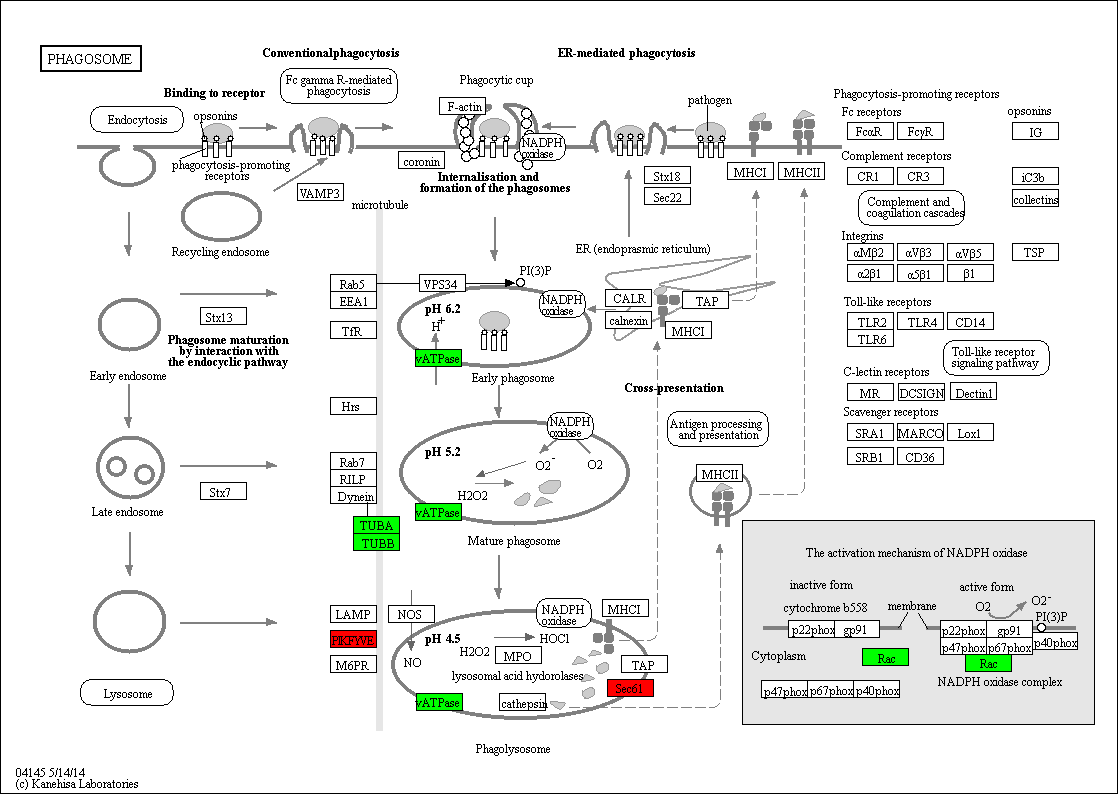 PHAGOSOME
Conventionalphagocytosis
ER-mediated phagocytosis
Fc gamma R-mediated
phagocytosis
Phagocytic cup
Binding to receptor
F-actin
pathogen
Phagocytosis-promoting receptors
Endocytosis
opsonins
Fc receptors
opsonins
FcαR
FcγR
IG
NADPH
oxidase
coronin
phagocytosis-promoting
receptors
Complement receptors
CR1
CR3
iC3b
collectins
Stx18
Sec22
MHCI
MHCII
VAMP3
Internalisation and
formation of the phagosomes
microtubule
Complement and
coagulation cascades
Recycling endosome
ER (endoprasmic reticulum)
Integrins
αMβ2
αVβ3
αVβ5
TSP
α2β1
α5β1
β1
Rab5
EEA1
VPS34
PI(3)P
NADPH
oxidase
CALR
calnexin
TAP
MHCI
Toll-like receptors
TLR2
TLR4
CD14
TLR6
Stx13
TfR
pH 6.2
H+
vATPase
Phagosome maturation
by interaction with
the endocyclic pathway
Toll-like receptor
signaling pathway
Early endosome
Early phagosome
Cross-presentation
C-lectin receptors
MR
DCSIGN
Dectin1
Hrs
Scavenger receptors
SRA1
MARCO
Lox1
SRB1
CD36
Antigen processing
and presentation
NADPH
oxidase
pH 5.2
O2-
O2
H2O2
vATPase
Rab7
RILP
Dynein
TUBA
TUBB
Stx7
MHCII
Late endosome
Mature phagosome
The activation mechanism of NADPH oxidase
inactive form
active form
cytochrome b558
membrane
O2
O2-
PI(3)P
p22phox
gp91
p22phox
gp91
p47phox
p67phox
p40phox
Cytoplasm
Rac
Rac
NADPH oxidase complex
p47phox
p67phox
p40phox
LAMP
NOS
NADPH
oxidase
MHCI
PIKFYVE
pH 4.5
HOCl
H2O2
MPO
M6PR
NO
TAP
lysosomal acid hydorolases
Sec61
Lysosome
vATPase
cathepsin
Phagolysosome
04145 5/14/14
(c) Kanehisa Laboratories